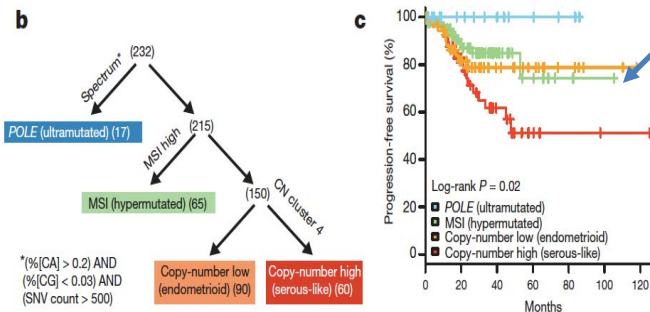 b
(232)
Spectrum*
POLE (ultramutated) (17)
(215)
MSI high
MSI (hypermutated) (65)
(150)
CN cluster 4
Copy-number low
(endometrioid) (90)
Copy-number high
(serous-like) (60)
*(%[CA] > 0.2) AND
(%[CG] < 0.03) AND
(SNV count > 500)
c
Progression-free survival (%)
100
80
60
40
20
0
Log-rank P = 0.02
POLE (ultramutated)
MSI (hypermutated)
Copy-number low (endometrioid)
Copy-number high (serous-like)
0 20 40 60 80 100 120
Months